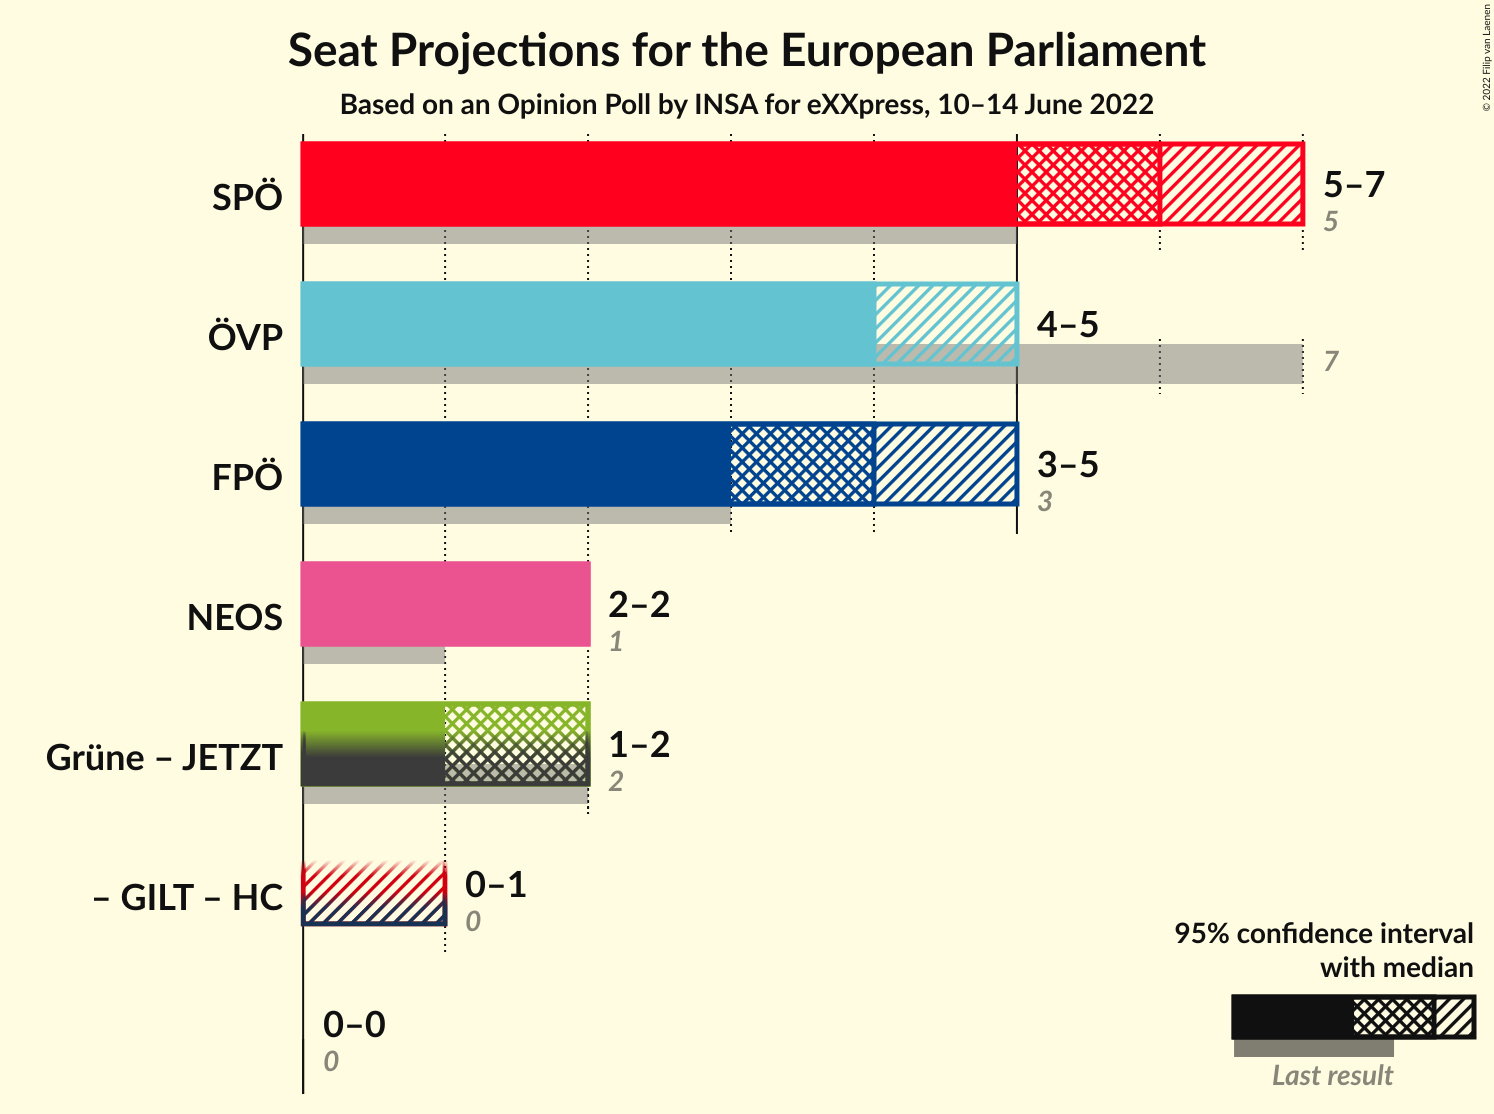 Seat Projections for the European Parliament
Based on an Opinion Poll by INSA for eXXpress, 10–14 June 2022
© 2022 Filip van Laenen
SPÖ
5–7
5
ÖVP
4–5
7
FPÖ
3–5
3
NEOS
2–2
1
Grüne – JETZT
1–2
2
– GILT – HC
0–1
0
0–0
0
95% confidence interval
with median
Last result